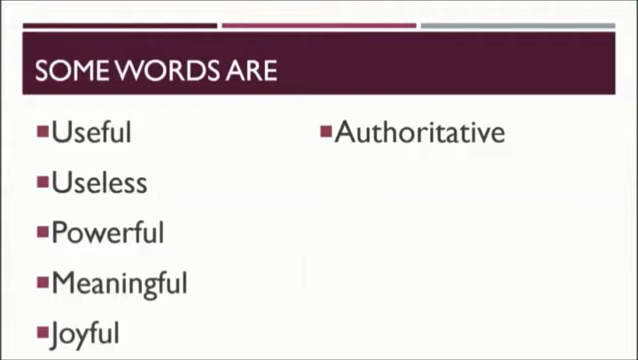 SOME WORDS ARE
Useful
Useless
Powerful
Meaningful
Joyful
Authoritative